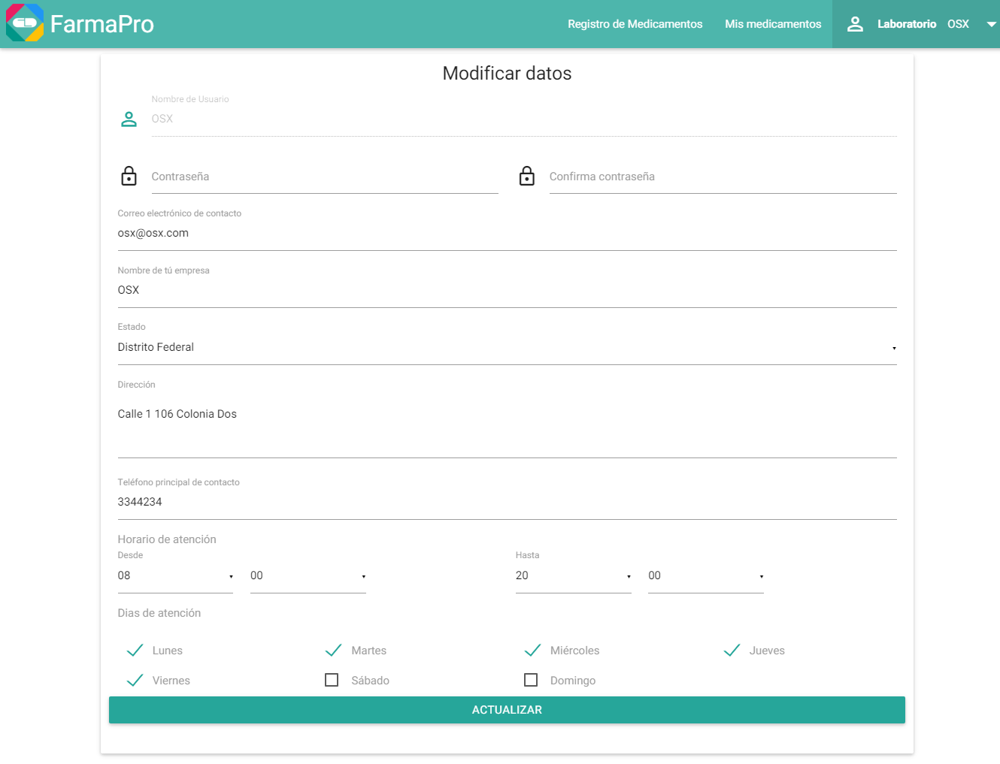 FarmaPro
Registro de Medicamentos Mis medicamentos Laboratorio OSX
Modificar datos
Nombre de Usuario
OSX
Contraseña Confirma contraseña
Correo electrónico de contacto
osx@osx.com
Nombre de tú empresa
OSX
Estado
Distrito Federal
Dirección
Calle 1 106 Colonia Dos
Teléfono principal de contacto
3344234
Horario de atención
Desde Hasta
08 00 20 00
Dias de atención
Lunes Martes Miércoles Jueves
Viernes Sábado Domingo
ACTUALIZAR